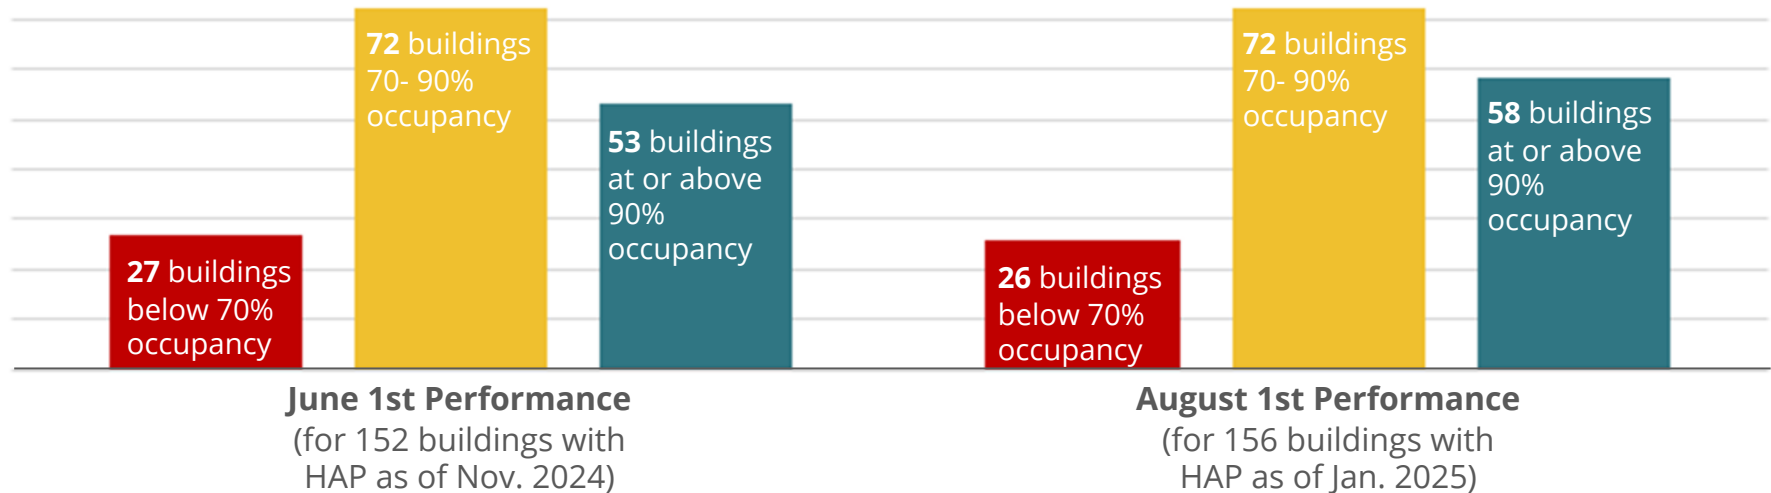 72 buildings
70- 90%
occupancy
53 buildings
at or above
90%
occupancy
27 buildings
below 70%
occupancy
June 1st Performance
(for 152 buildings with
HAP as of Nov. 2024)
72 buildings
70- 90%
occupancy
58 buildings
at or above
90%
occupancy
26 buildings
below 70%
occupancy
August 1st Performance
(for 156 buildings with
HAP as of Jan. 2025)